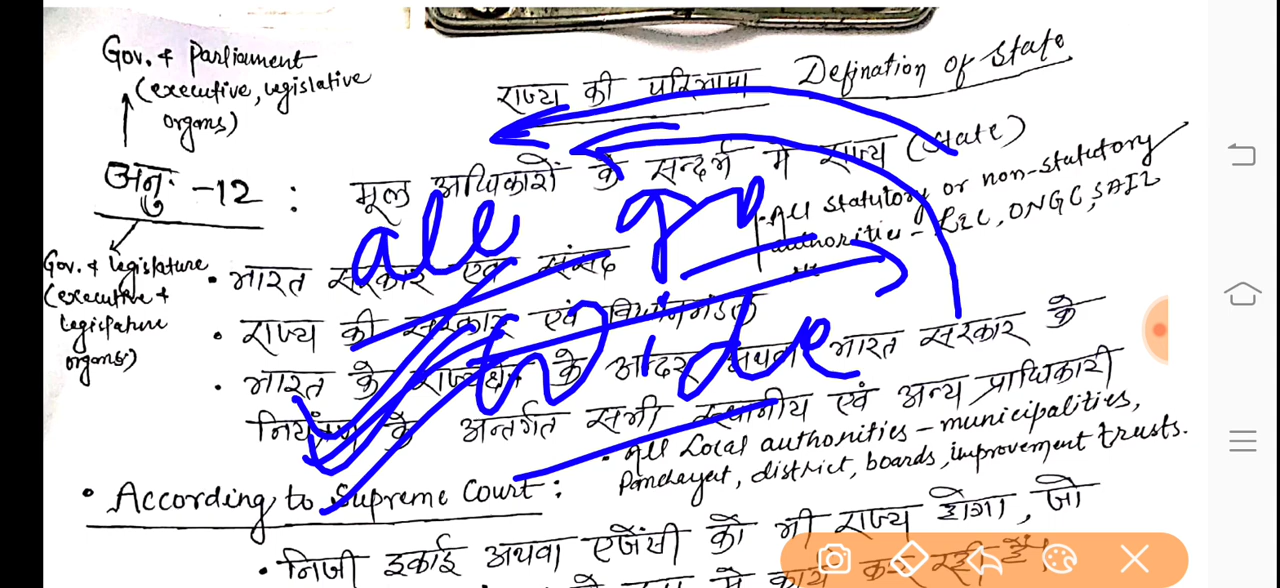 Gov. & parliament
(executive, legislative
organs)
राज्य की परिभाषा Defination of State
अनु॰ -12 : मूल अधिकारों के सन्दर्भ में राज्य (State)
· All statutory or non-statutory
authorities - LIC, ONGC, SAIL
Gov. & legislature
(executive &
legislature
organs)
· भारत सरकार एवं संसद
· राज्य की सरकार एवं विधानमंडल
· भारत के राज्यक्षेत्र के अन्दर अथवा भारत सरकार के
नियंत्रण के अन्तर्गत सभी स्थानीय एवं अन्य प्राधिकारी
· All Local authorities - municipalities,
Panchayat, district, boards, improvement trusts.
all
wide
· According to Supreme Court :
· निजी इकाई अथवा एजेंसी को भी राज्य होगा, जो
में कार्य कर रही है,